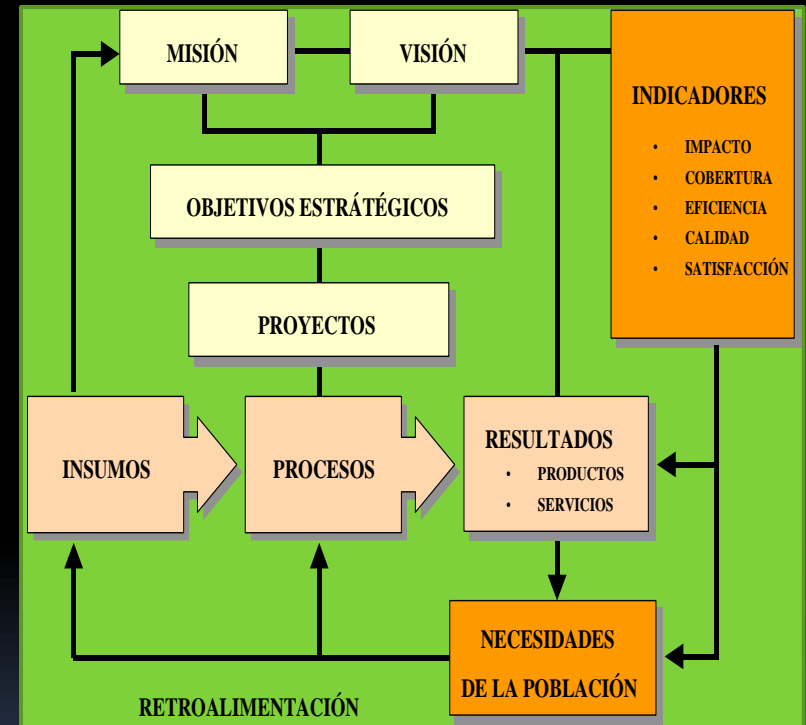 MISIÓN
VISIÓN
INDICADORES
• IMPACTO
• COBERTURA
• EFICIENCIA
• CALIDAD
• SATISFACCIÓN
OBJETIVOS ESTRÁTÉGICOS
PROYECTOS
INSUMOS
PROCESOS
RESULTADOS
• PRODUCTOS
• SERVICIOS
NECESIDADES
DE LA POBLACIÓN
RETROALIMENTACIÓN